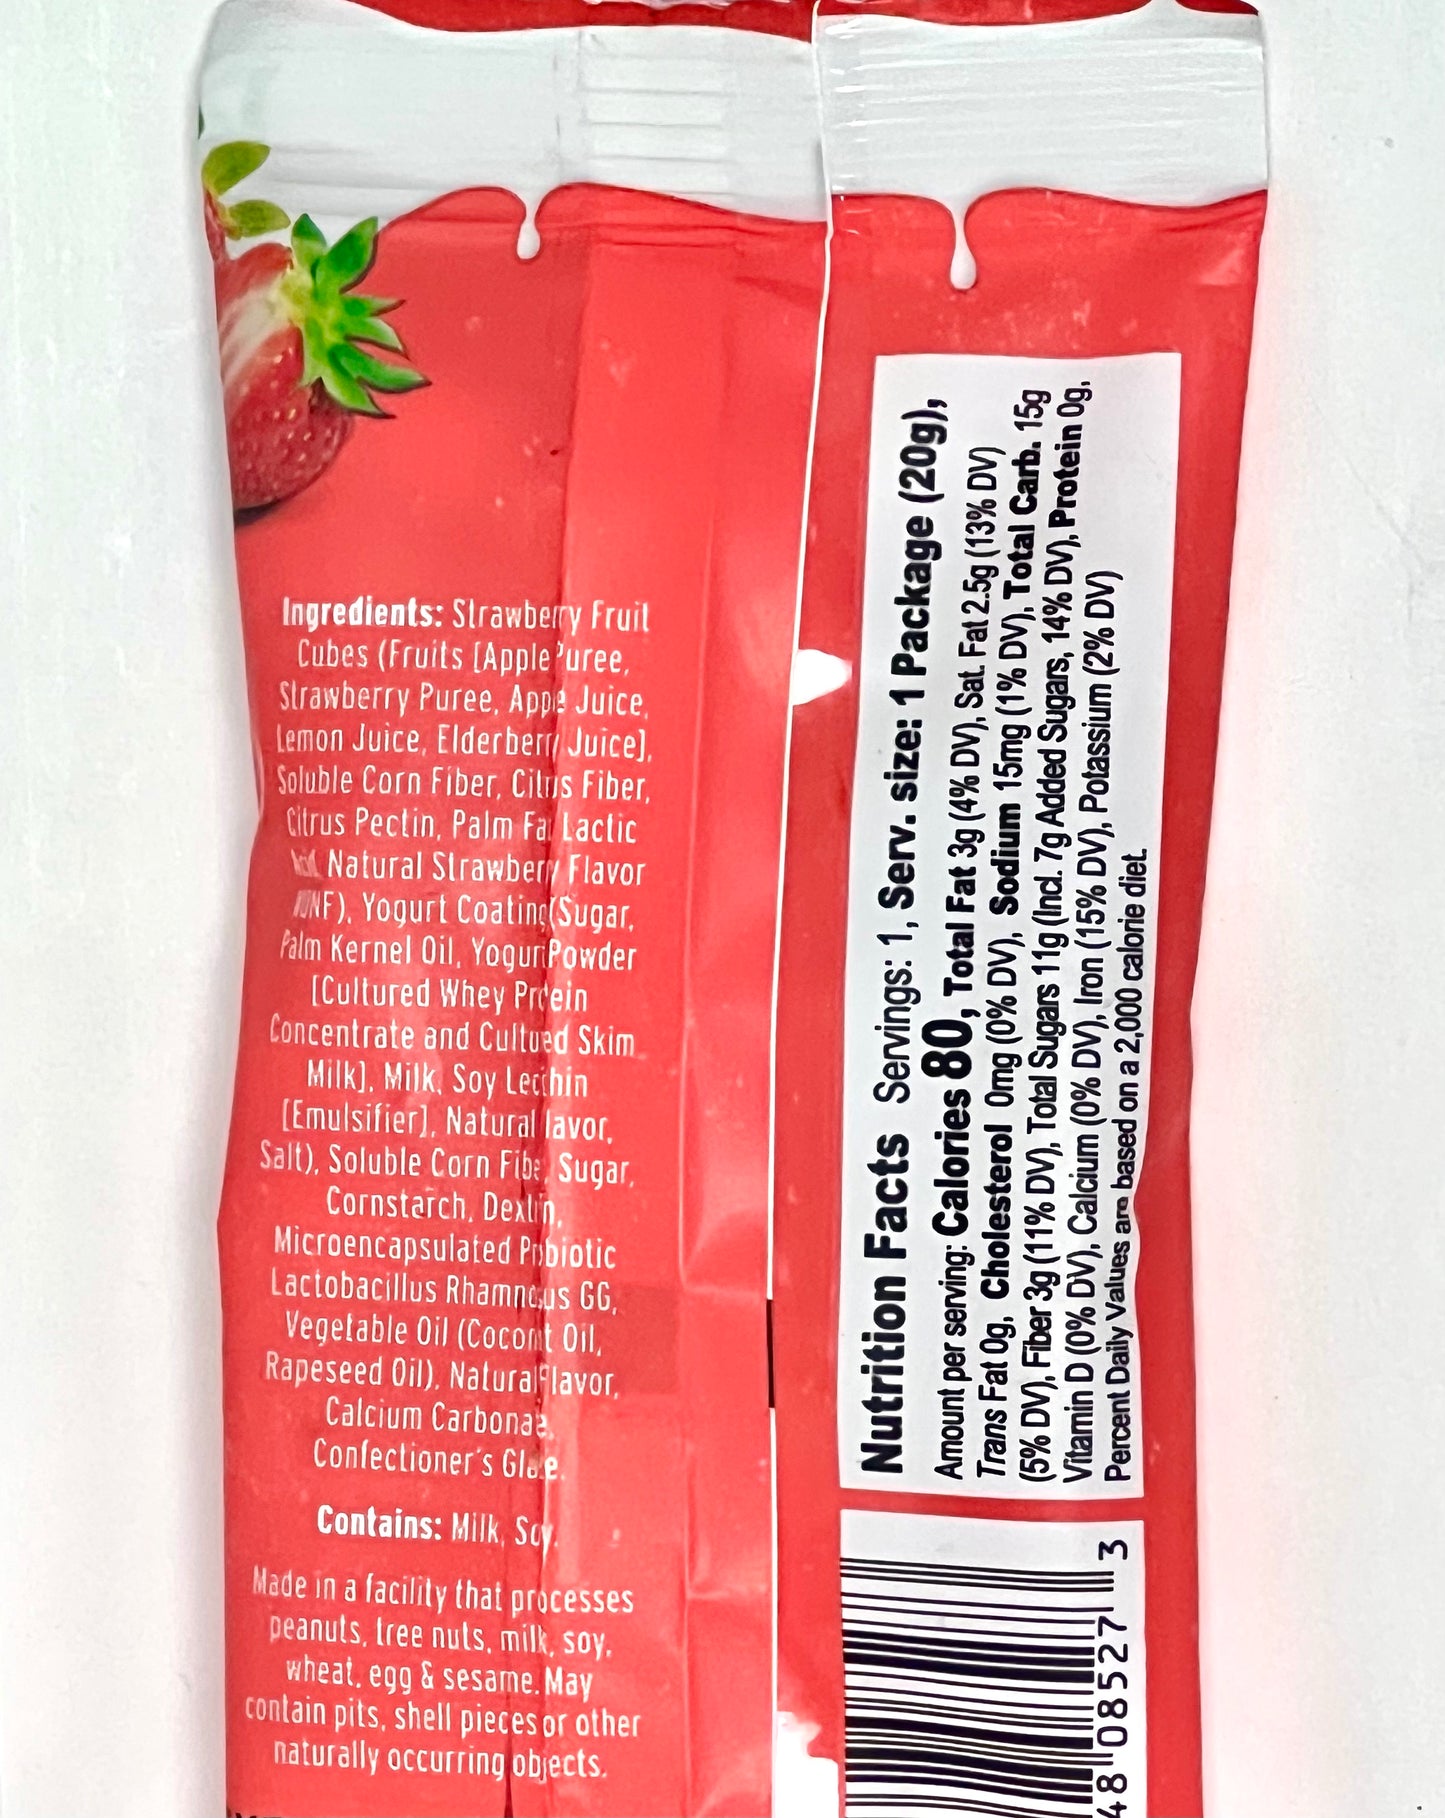 Ingredients: Strawberry Fruit
Cubes (Fruits [Apple Puree,
Strawberry Puree, Apple Juice,
Lemon Juice, Elderberry Juice],
Soluble Corn Fiber, Citrus Fiber,
Citrus Pectin, Palm Fat, Lactic
Acid, Natural Strawberry Flavor
WONF), Yogurt Coating (Sugar,
Palm Kernel Oil, Yogurt Powder
[Cultured Whey Protein
Concentrate and Cultured Skim
Milk], Milk, Soy Lecithin
[Emulsifier], Natural Flavor,
Salt), Soluble Corn Fiber, Sugar,
Cornstarch, Dextrin,
Microencapsulated Probiotic
Lactobacillus Rhamnosus GG,
Vegetable Oil (Coconut Oil,
Rapeseed Oil), Natural Flavor,
Calcium Carbonate,
Confectioner's Glaze.
Contains: Milk, Soy.
Made in a facility that processes
peanuts, tree nuts, milk, soy,
wheat, egg & sesame. May
contain pits, shell pieces or other
naturally occurring objects.
Nutrition Facts Servings: 1, Serv. size: 1 Package (20g),
Amount per serving: Calories 80, Total Fat 3g (4% DV), Sat. Fat 2.5g (13% DV)
Trans Fat 0g, Cholesterol 0mg (0% DV), Sodium 15mg (1% DV), Total Carb. 15g
(5% DV), Fiber 3g (11% DV), Total Sugars 11g (Incl. 7g Added Sugars, 14% DV), Protein 0g,
Vitamin D (0% DV), Calcium (0% DV), Iron (15% DV), Potassium (2% DV)
Percent Daily Values are based on a 2,000 calorie diet.
48 08527 3